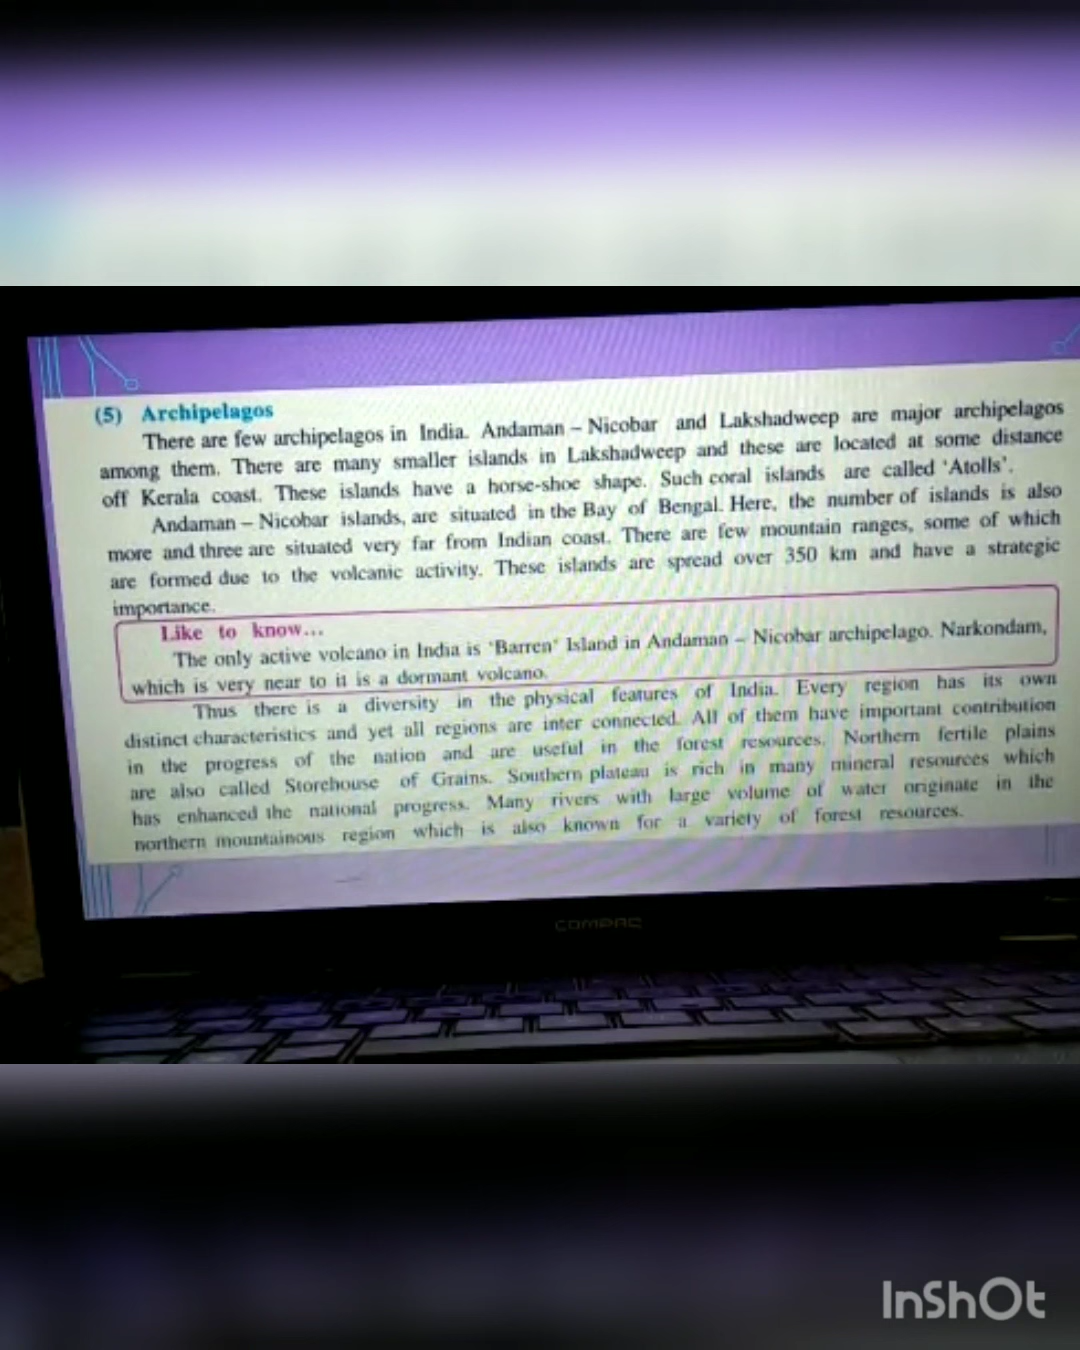 (5) Archipelagos
There are few archipelagos in India. Andaman – Nicobar and Lakshadweep are major archipelagos
among them. There are many smaller islands in Lakshadweep and these are located at some distance
off Kerala coast. These islands have a horse-shoe shape. Such coral islands are called 'Atolls'.
Andaman – Nicobar islands, are situated in the Bay of Bengal. Here, the number of islands is also
more and three are situated very far from Indian coast. There are few mountain ranges, some of which
are formed due to the volcanic activity. These islands are spread over 350 km and have a strategic
importance.
Like to know...
The only active volcano in India is 'Barren' Island in Andaman – Nicobar archipelago. Narkondam,
which is very near to it is a dormant volcano.
Thus there is a diversity in the physical features of India. Every region has its own
distinct characteristics and yet all regions are inter connected. All of them have important contribution
in the progress of the nation and are useful in the forest resources. Northern fertile plains
are also called Storehouse of Grains. Southern plateau is rich in many mineral resources which
has enhanced the national progress. Many rivers with large volume of water originate in the
northern mountainous region which is also known for a variety of forest resources.
COMPAQ
InShOt